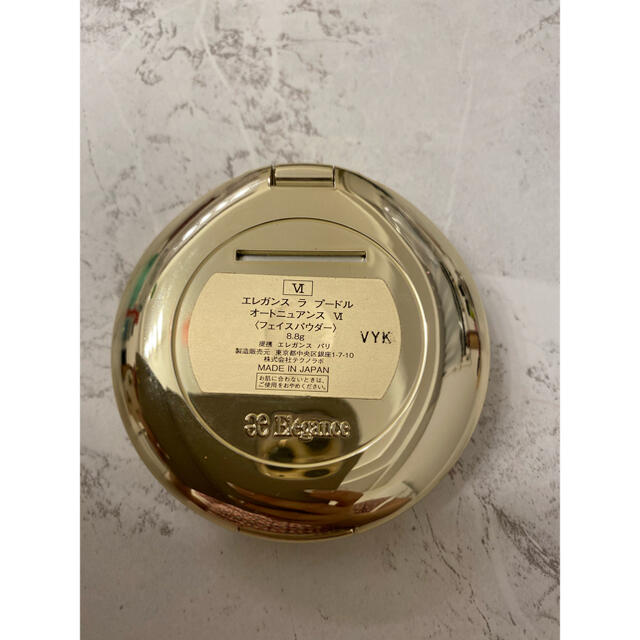 VI
エレガンス ラ プードル
オートニュアンス VI
〈フェイスパウダー〉
8.8g
提携 エレガンス パリ
製造販売元 東京都中央区銀座1-7-10
株式会社テクノラボ
MADE IN JAPAN
お肌に合わないときは、
ご使用をおやめください。
VYK
Elégance